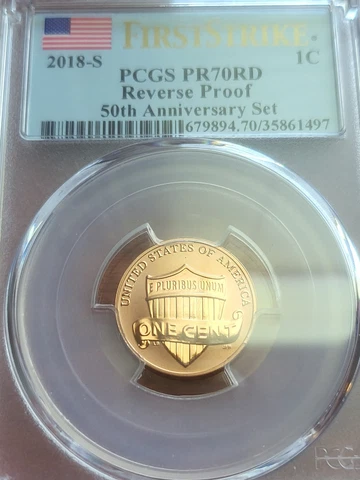 FIRSTSTRIKE®
2018-S 1C
PCGS PR70RD
Reverse Proof
50th Anniversary Set
679894.70/35861497
UNITED STATES OF AMERICA
E PLURIBUS UNUM
ONE CENT
PCG